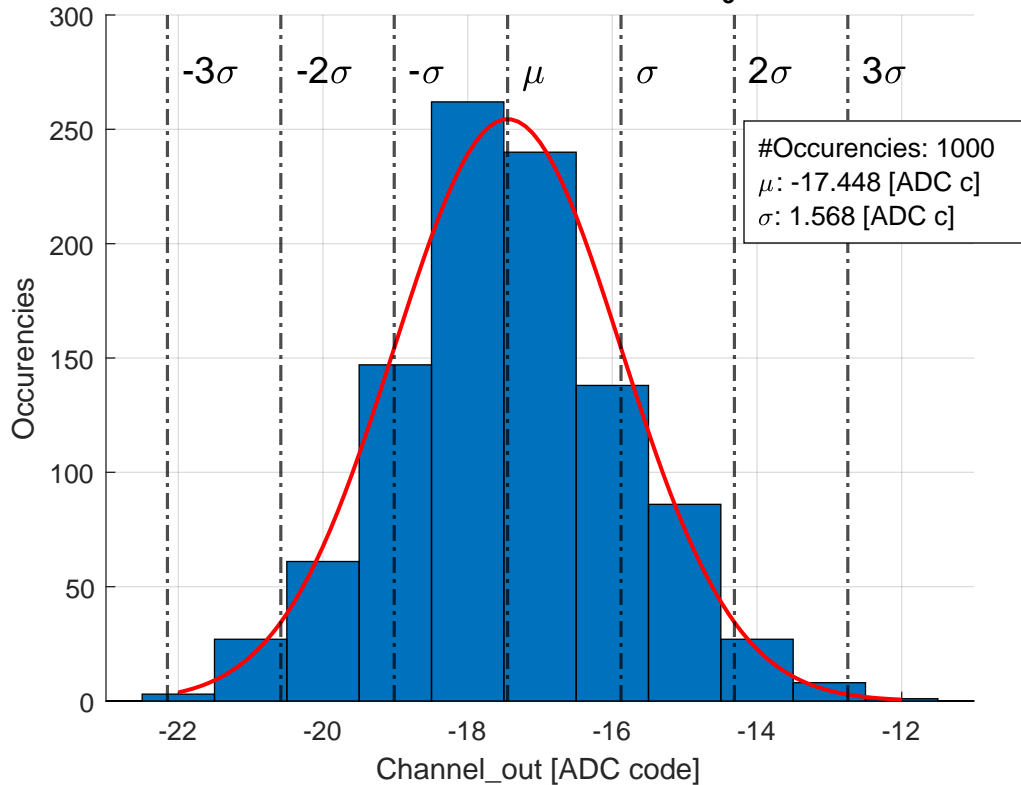 300
-3σ -2σ -σ μ σ 2σ 3σ
250
#Occurencies: 1000
μ: -17.448 [ADC c]
σ: 1.568 [ADC c]
200
150
100
50
0
Occurencies
-22 -20 -18 -16 -14 -12
Channel_out [ADC code]